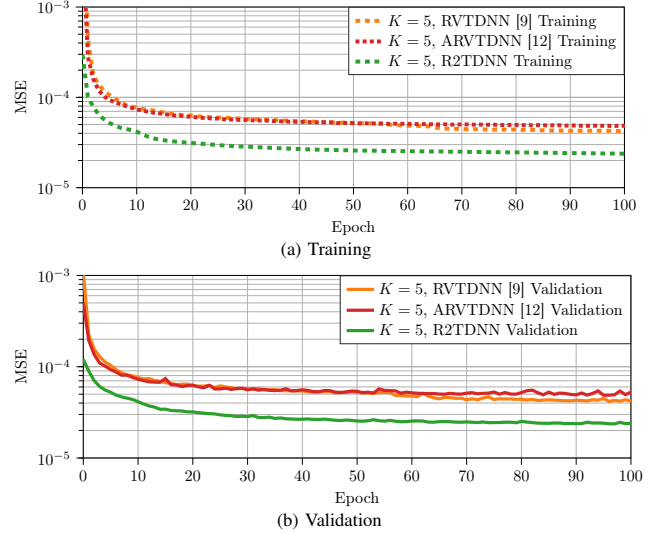 10^{-3}
K = 5, RVTDNN [9] Training
K = 5, ARVTDNN [12] Training
K = 5, R2TDNN Training
MSE
10^{-4}
10^{-5}
0 10 20 30 40 50 60 70 80 90 100
Epoch
(a) Training
10^{-3}
K = 5, RVTDNN [9] Validation
K = 5, ARVTDNN [12] Validation
K = 5, R2TDNN Validation
MSE
10^{-4}
10^{-5}
0 10 20 30 40 50 60 70 80 90 100
Epoch
(b) Validation